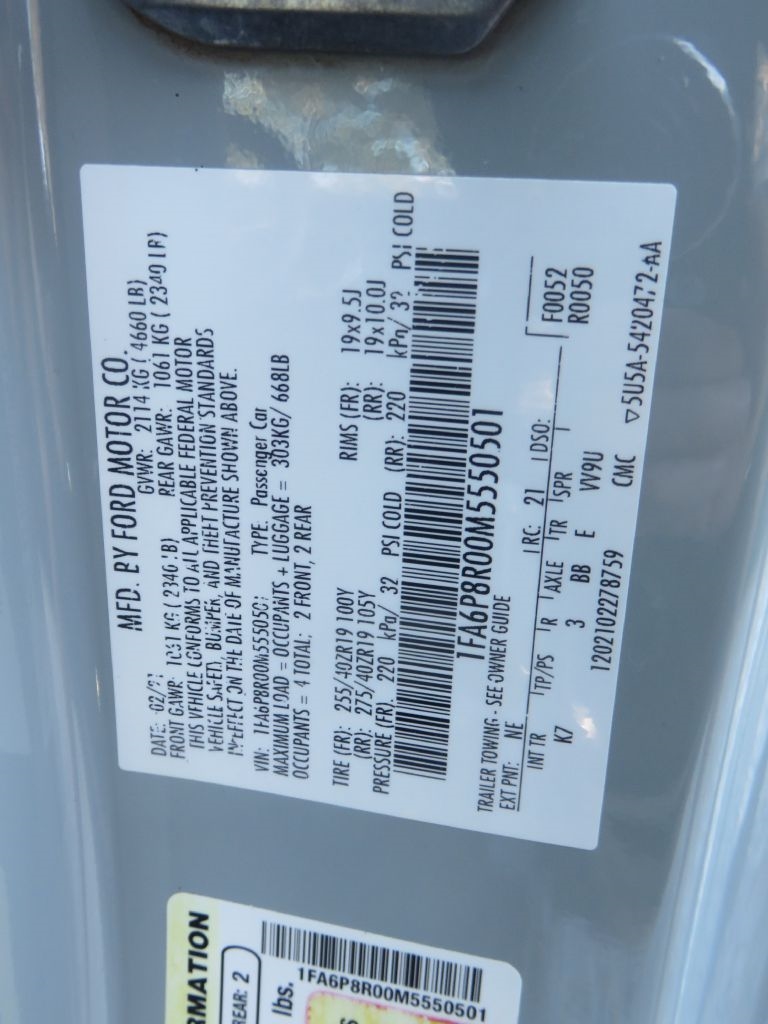 MFD. BY FORD MOTOR CO.
DATE: 02/21 GVWR: 2114 KG ( 4660 LB)
FRONT GAWR: 1061 KG ( 2340 LB) REAR GAWR: 1061 KG ( 2340 LB)
THIS VEHICLE CONFORMS TO ALL APPLICABLE FEDERAL MOTOR
VEHICLE SAFETY, BUMPER, AND THEFT PREVENTION STANDARDS
IN EFFECT ON THE DATE OF MANUFACTURE SHOWN ABOVE.
VIN: 1FA6P8R00M5550501 TYPE: Passenger Car
MAXIMUM LOAD = OCCUPANTS + LUGGAGE = 303KG/ 668LB
OCCUPANTS = 4 TOTAL; 2 FRONT, 2 REAR
TIRE (FR): 255/40ZR19 100Y RIMS (FR): 19x9.5J
(RR): 275/40ZR19 105Y (RR): 19x10.0J
PRESSURE (FR): 220 kPa/ 32 PSI COLD (RR): 220 kPa/ 32 PSI COLD
1FA6P8R00M5550501
TRAILER TOWING - SEE OWNER GUIDE
EXT PNT: NE RC: 21 DSO:
INT TR TP/PS R AXLE TR SPR F0052
K7 3 BB E VV9U R0050
1202102278759 CMC
▽5U5A-5420472-AA
RMATION
REAR: 2
lbs.
1FA6P8R00M5550501